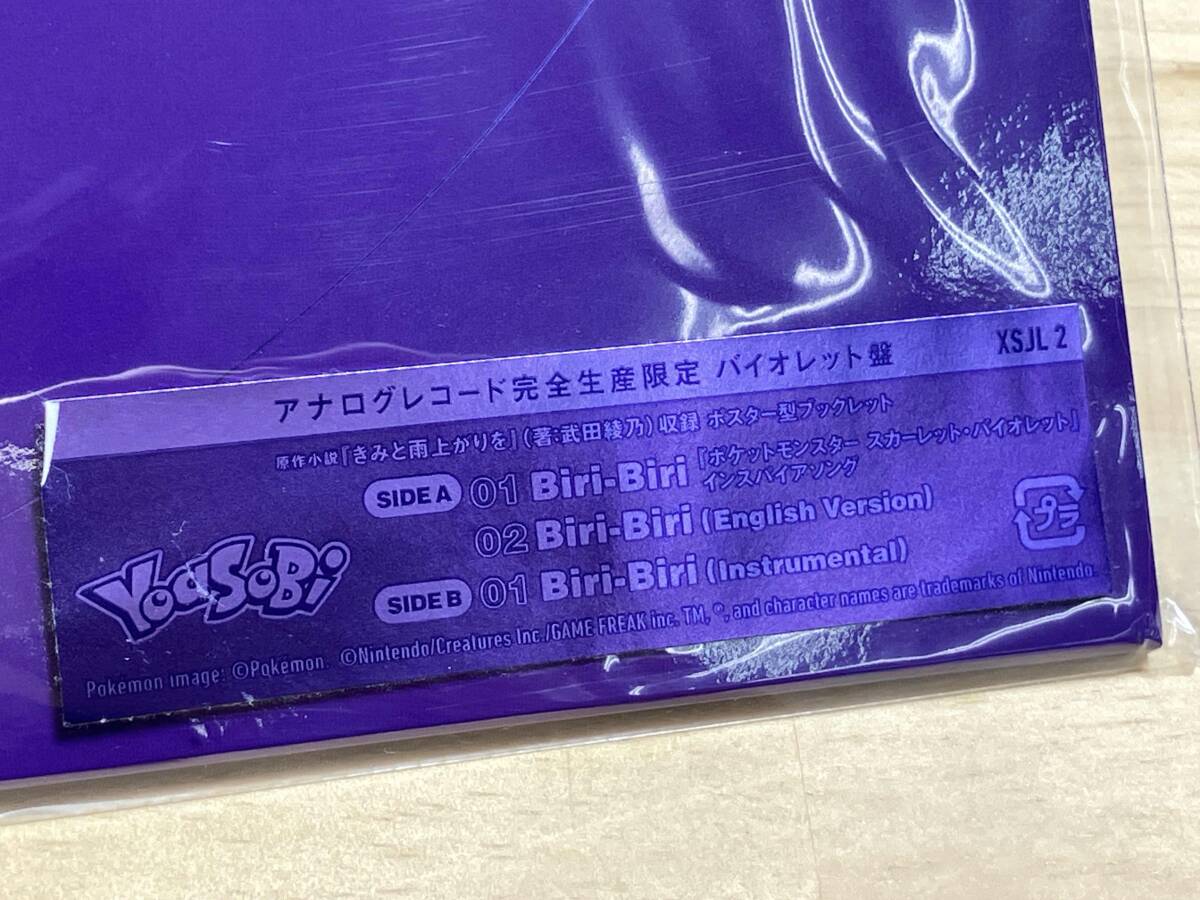 アナログレコード完全生産限定 バイオレット盤
XSJL 2
原作小説『きみと雨上がりを』(著:武田綾乃) 収録 ポスター型ブックレット
SIDE A 01 Biri-Biri 『ポケットモンスター スカーレット・バイオレット』
インスパイアソング
02 Biri-Biri (English Version)
YOASOBI
SIDE B 01 Biri-Biri (Instrumental)
プラ
Pokémon image: ©Pokémon. ©Nintendo/Creatures Inc./GAME FREAK inc. TM, ®, and character names are trademarks of Nintendo.